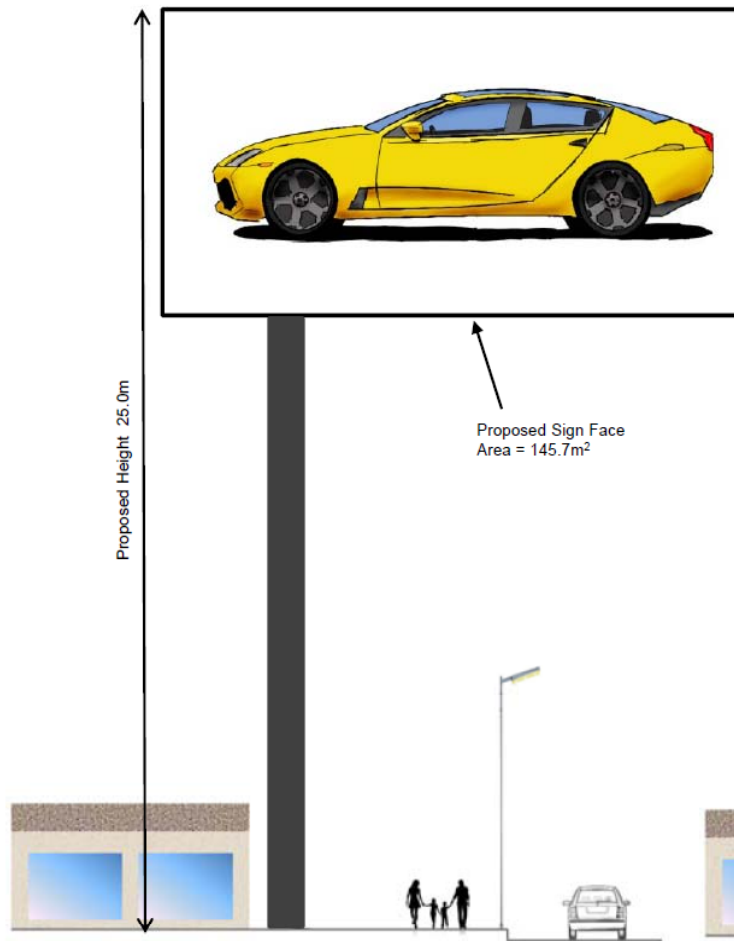 Proposed Height 25.0m
Proposed Sign Face
Area = 145.7m²